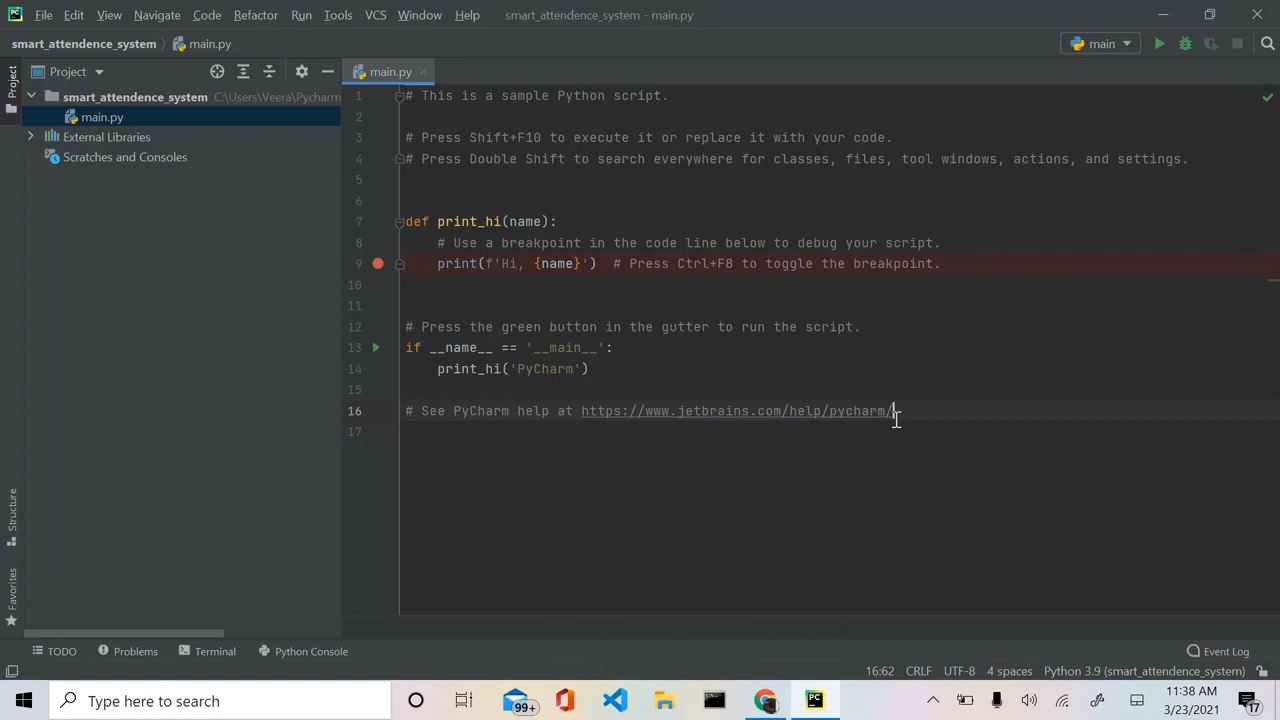 File Edit View Navigate Code Refactor Run Tools VCS Window Help smart_attendence_system - main.py
smart_attendence_system main.py main
Project
Project main.py
smart_attendence_system C:\Users\Veera\Pycharm
main.py
External Libraries
Scratches and Consoles
1 # This is a sample Python script.
2
3 # Press Shift+F10 to execute it or replace it with your code.
4 # Press Double Shift to search everywhere for classes, files, tool windows, actions, and settings.
5
6
7 def print_hi(name):
8 # Use a breakpoint in the code line below to debug your script.
9 print(f'Hi, {name}') # Press Ctrl+F8 to toggle the breakpoint.
10
11
12 # Press the green button in the gutter to run the script.
13 if __name__ == '__main__':
14 print_hi('PyCharm')
15
16 # See PyCharm help at https://www.jetbrains.com/help/pycharm/
17
Structure
Favorites
TODO Problems Terminal Python Console Event Log
16:62 CRLF UTF-8 4 spaces Python 3.9 (smart_attendence_system)
Type here to search 99+ 11:38 AM
3/23/2021 17